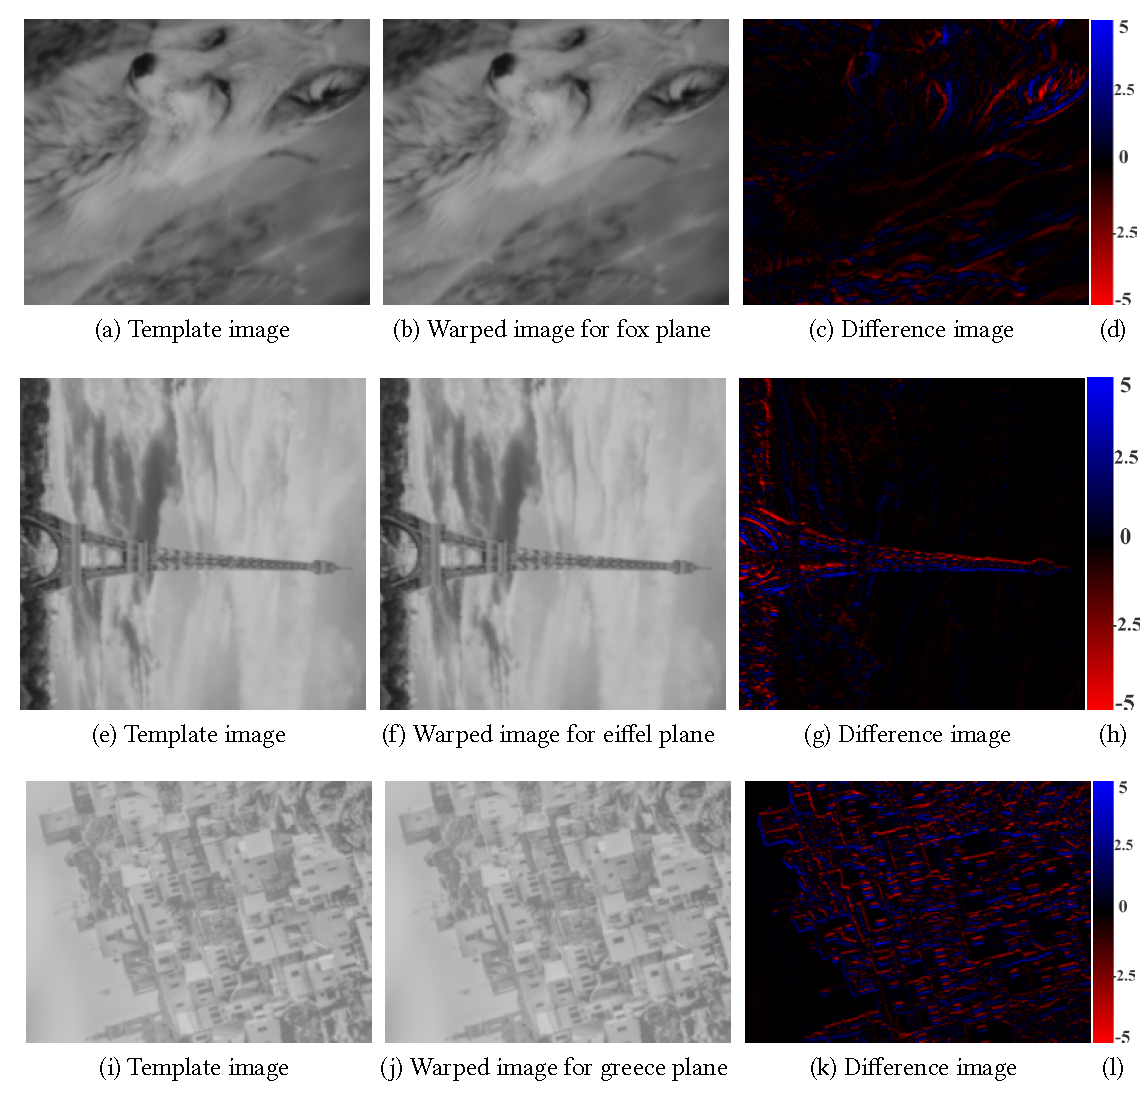 5
2.5
0
-2.5
-5
(a) Template image
(b) Warped image for fox plane
(c) Difference image
(d)
5
2.5
0
-2.5
-5
(e) Template image
(f) Warped image for eiffel plane
(g) Difference image
(h)
5
2.5
0
-2.5
-5
(i) Template image
(j) Warped image for greece plane
(k) Difference image
(l)